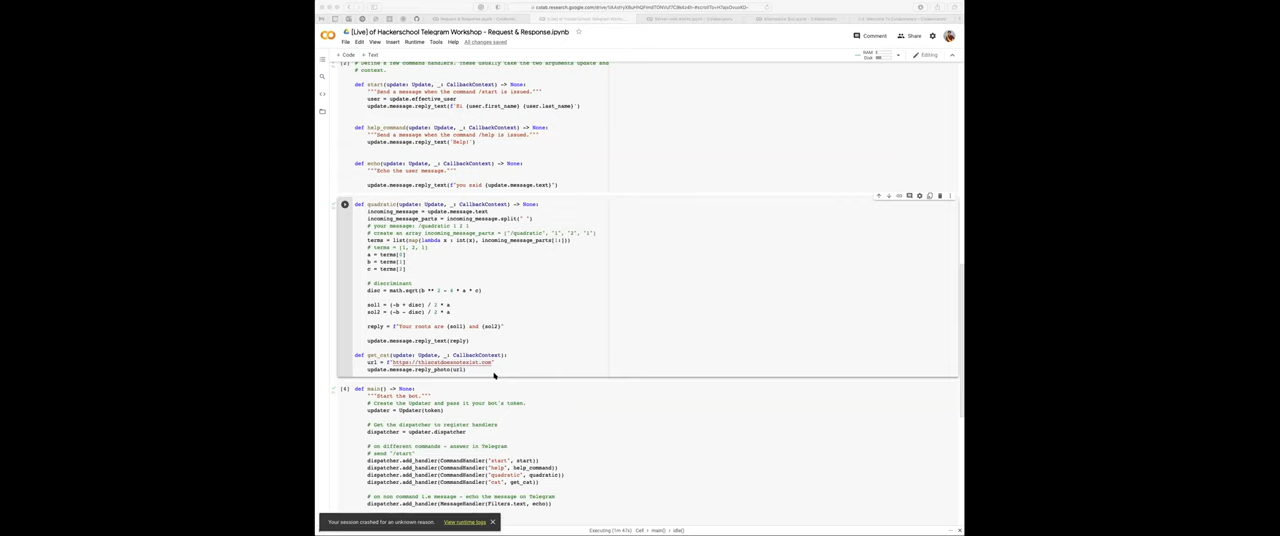 [Live] of Hackerschool Telegram Workshop - Request & Response.ipynb
Comment
Share
File Edit View Insert Runtime Tools Help All changes saved
+ Code + Text
RAM
Disk
Editing
[2] # Define a few command handlers. These usually take the two arguments update and
# context.
def start(update: Update, _: CallbackContext) -> None:
"""Send a message when the command /start is issued."""
user = update.effective_user
update.message.reply_text(f'Hi {user.first_name} {user.last_name}')
def help_command(update: Update, _: CallbackContext) -> None:
"""Send a message when the command /help is issued."""
update.message.reply_text('Help!')
def echo(update: Update, _: CallbackContext) -> None:
"""Echo the user message."""
update.message.reply_text(f"you said {update.message.text}")
def quadratic(update: Update, _: CallbackContext) -> None:
incoming_message = update.message.text
incoming_message_parts = incoming_message.split(" ")
# your message: /quadratic 1 2 1
# create an array incoming_message_parts = ["/quadratic", "1", "2", "1"]
terms = list(map(lambda x : int(x), incoming_message_parts[1:]))
# terms = [1, 2, 1]
a = terms[0]
b = terms[1]
c = terms[2]
# discriminant
disc = math.sqrt(b ** 2 - 4 * a * c)
sol1 = (-b + disc) / 2 * a
sol2 = (-b - disc) / 2 * a
reply = f"Your roots are {sol1} and {sol2}"
update.message.reply_text(reply)
def get_cat(update: Update, _: CallbackContext):
url = f"https://thiscatdoesnotexist.com"
update.message.reply_photo(url)
def main() -> None:
"""Start the bot."""
# Create the Updater and pass it your bot's token.
updater = Updater(token)
# Get the dispatcher to register handlers
dispatcher = updater.dispatcher
# on different commands - answer in Telegram
# send "/start"
dispatcher.add_handler(CommandHandler("start", start))
dispatcher.add_handler(CommandHandler("help", help_command))
dispatcher.add_handler(CommandHandler("quadratic", quadratic))
dispatcher.add_handler(CommandHandler("cat", get_cat))
# on non command i.e message - echo the message on Telegram
dispatcher.add_handler(MessageHandler(Filters.text, echo))
Your session crashed for an unknown reason. View runtime logs
Executing (1m 47s) Cell > main() > idle()